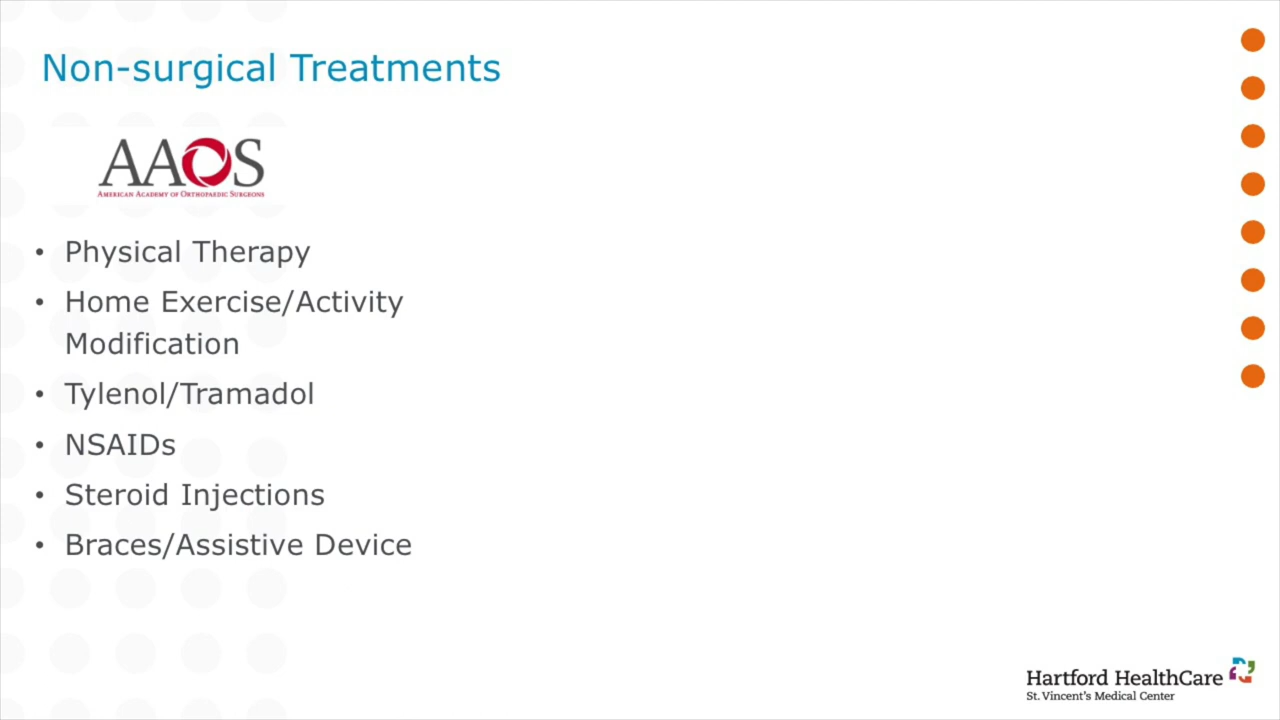 Non-surgical Treatments
AAOS
AMERICAN ACADEMY OF ORTHOPAEDIC SURGEONS
• Physical Therapy
• Home Exercise/Activity
Modification
• Tylenol/Tramadol
• NSAIDs
• Steroid Injections
• Braces/Assistive Device
Hartford HealthCare
St. Vincent's Medical Center